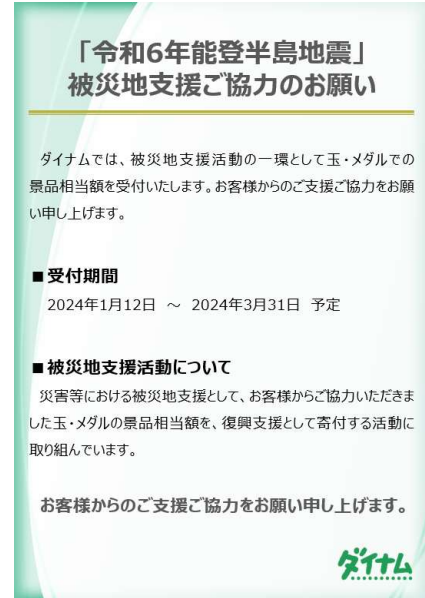 「令和6年能登半島地震」
被災地支援ご協力のお願い
ダイナムでは、被災地支援活動の一環として玉・メダルでの
景品相当額を受付いたします。お客様からのご支援ご協力をお願
い申し上げます。
■受付期間
2024年1月12日 ～ 2024年3月31日 予定
■被災地支援活動について
災害等における被災地支援として、お客様からご協力いただきま
した玉・メダルの景品相当額を、復興支援として寄付する活動に
取り組んでいます。
お客様からのご支援ご協力をお願い申し上げます。
ダイナム